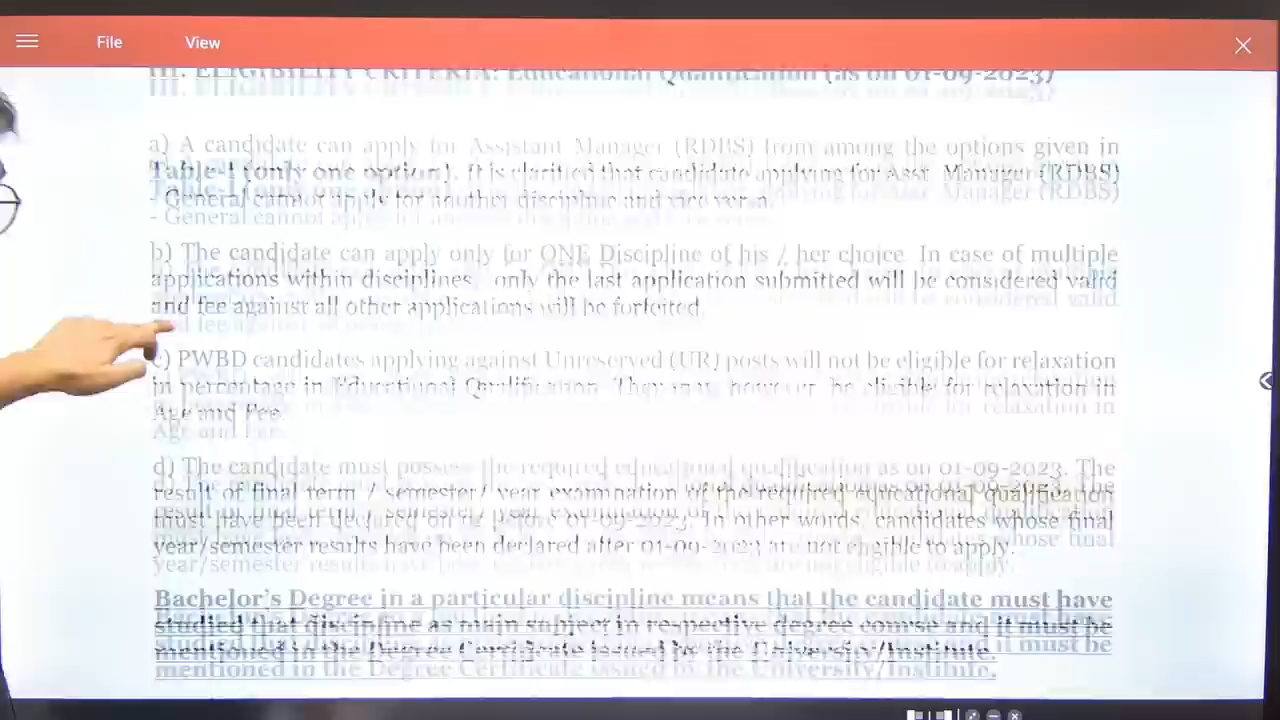 File View
III. ELIGIBILITY CRITERIA: Educational Qualification (as on 01-09-2023)
a) A candidate can apply for Assistant Manager (RDBS) from among the options given in
Table-1 (only one option). It is clarified that candidate applying for Asst. Manager (RDBS)
- General cannot apply for another discipline and vice versa.
b) The candidate can apply only for ONE Discipline of his / her choice. In case of multiple
applications within disciplines, only the last application submitted will be considered valid
and fee against all other applications will be forfeited.
c) PWBD candidates applying against Unreserved (UR) posts will not be eligible for relaxation
in percentage in Educational Qualification. They may, however, be eligible for relaxation in
Age and Fee.
d) The candidate must possess the required educational qualification as on 01-09-2023. The
result of final term / semester/ year examination of the required educational qualification
must have been declared on or before 01-09-2023. In other words, candidates whose final
year/semester results have been declared after 01-09-2023 are not eligible to apply.
Bachelor's Degree in a particular discipline means that the candidate must have
studied that discipline as main subject in respective degree course and it must be
mentioned in the Degree Certificate issued by the University/Institute.